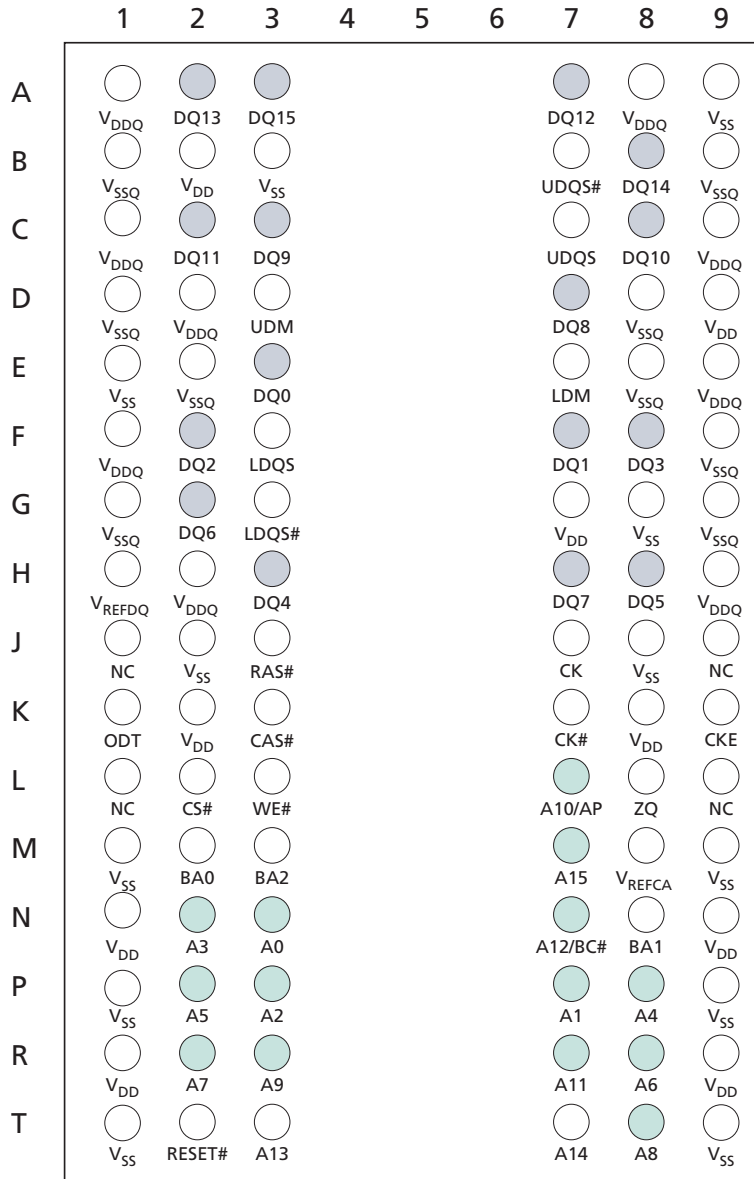 1 2 3 4 5 6 7 8 9
A
VDDQ DQ13 DQ15 DQ12 VDDQ VSS
B
VSSQ VDD VSS UDQS# DQ14 VSSQ
C
VDDQ DQ11 DQ9 UDQS DQ10 VDDQ
D
VSSQ VDDQ UDM DQ8 VSSQ VDD
E
VSS VSSQ DQ0 LDM VSSQ VDDQ
F
VDDQ DQ2 LDQS DQ1 DQ3 VSSQ
G
VSSQ DQ6 LDQS# VDD VSS VSSQ
H
VREFDQ VDDQ DQ4 DQ7 DQ5 VDDQ
J
NC VSS RAS# CK VSS NC
K
ODT VDD CAS# CK# VDD CKE
L
NC CS# WE# A10/AP ZQ NC
M
VSS BA0 BA2 A15 VREFCA VSS
N
VDD A3 A0 A12/BC# BA1 VDD
P
VSS A5 A2 A1 A4 VSS
R
VDD A7 A9 A11 A6 VDD
T
VSS RESET# A13 A14 A8 VSS